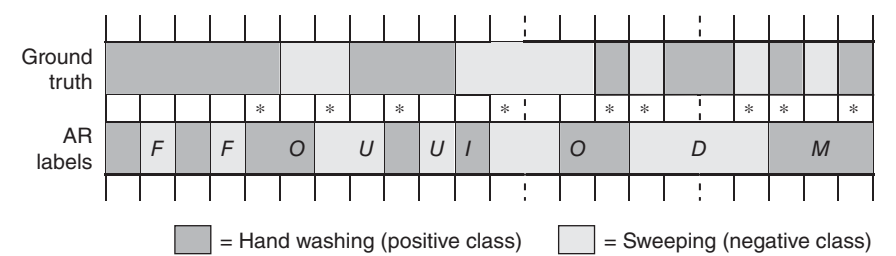 Ground
truth
* * * * * * * * *
AR
labels
F F O U U I O D M
= Hand washing (positive class) = Sweeping (negative class)